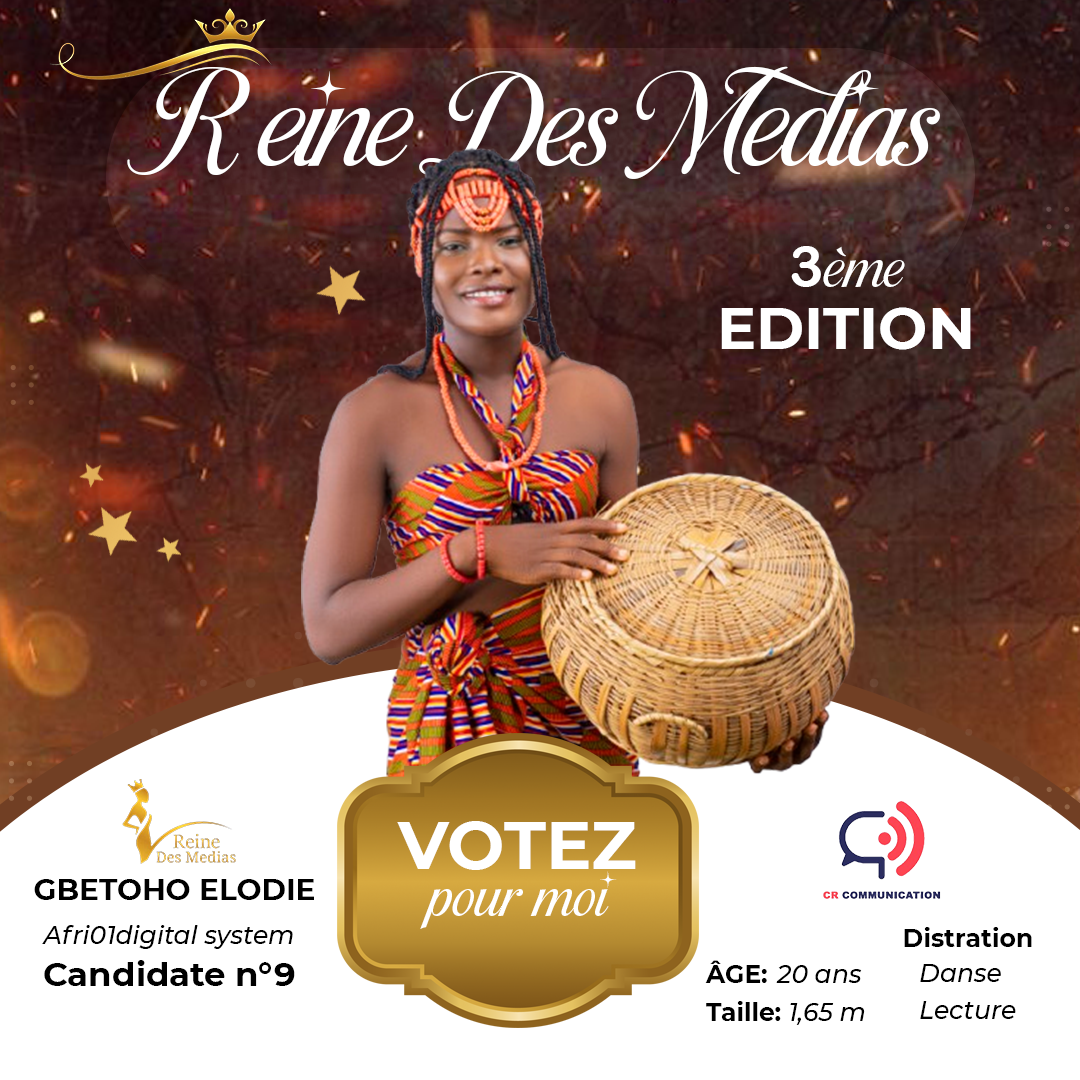 Reine Des Medias
3ème
EDITION
Reine
Des Medias
GBETOHO ELODIE
Afri01digital system
Candidate n°9
VOTEZ
pour moi
CR COMMUNICATION
ÂGE: 20 ans
Taille: 1,65 m
Distration
Danse
Lecture